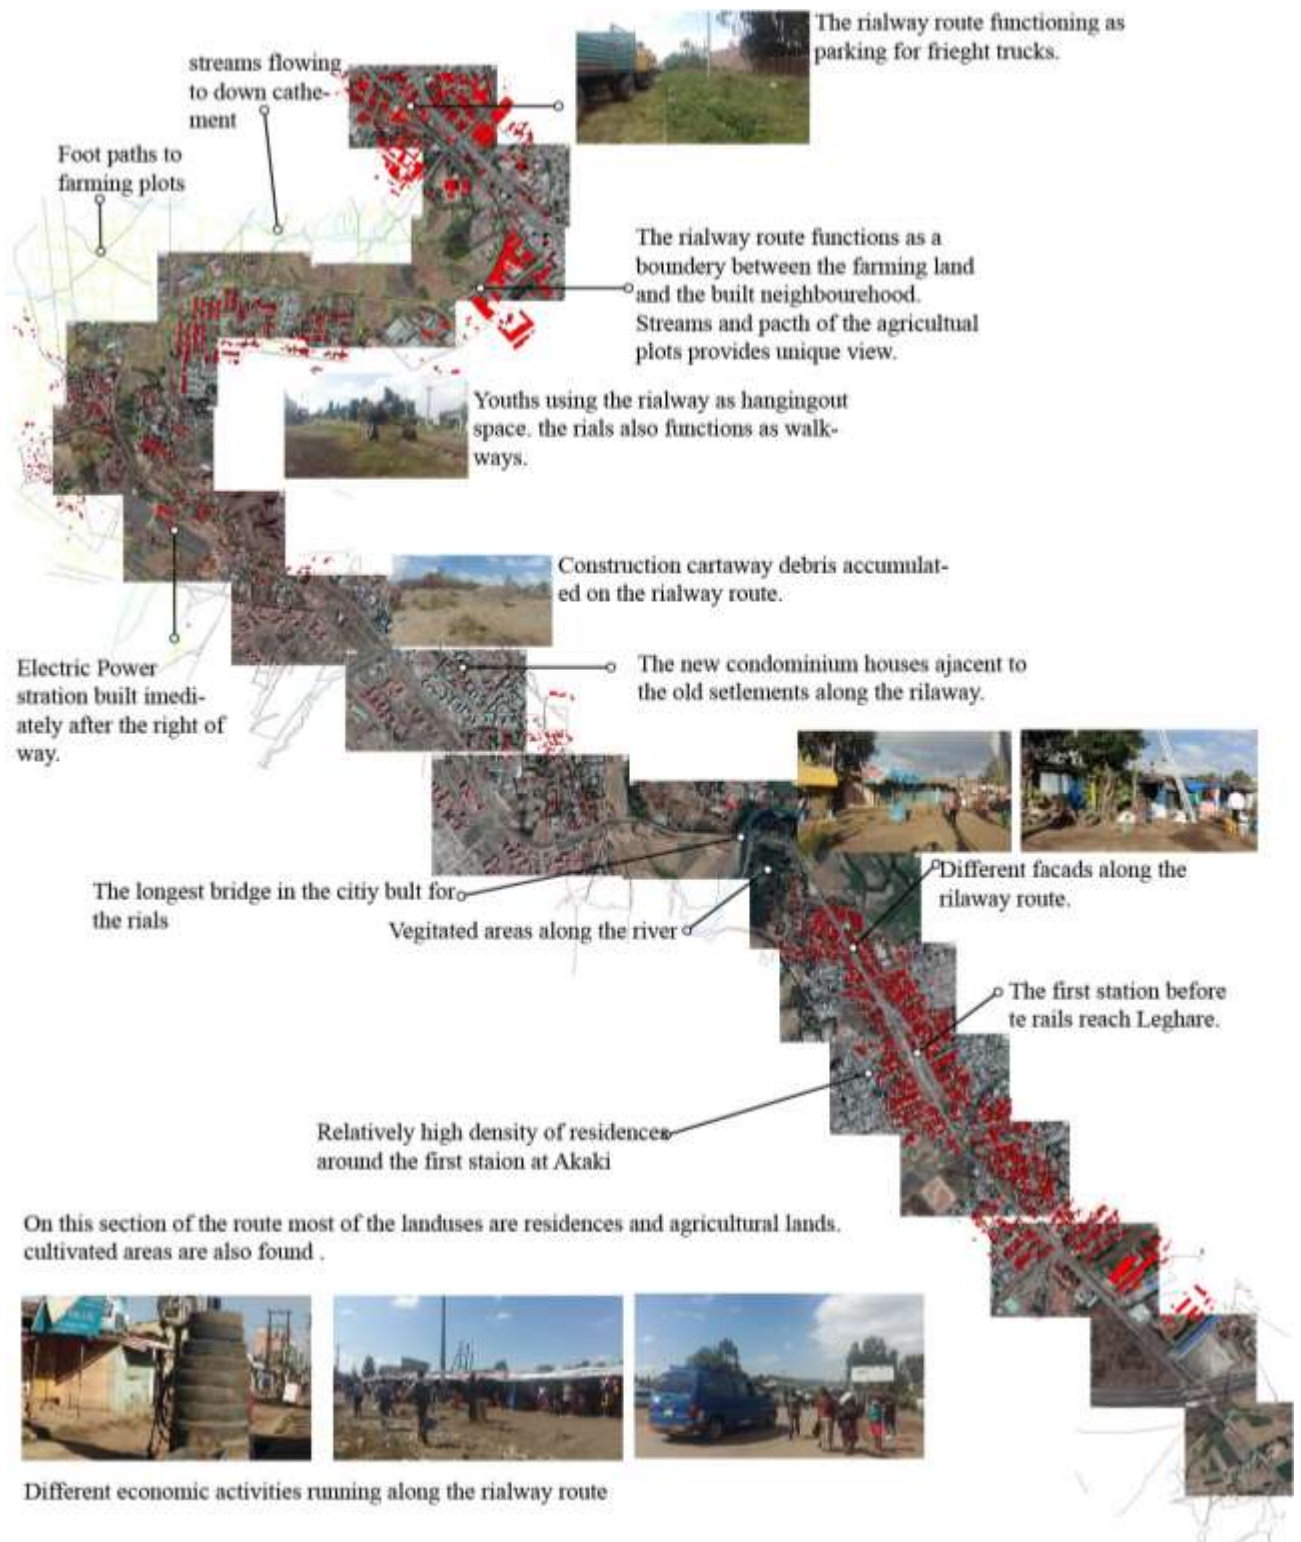 The rialway route functioning as
parking for frieght trucks.
streams flowing
to down cathe-
ment
Foot paths to
farming plots
The rialway route functions as a
boundery between the farming land
and the built neighbourehood.
Streams and pacth of the agricultual
plots provides unique view.
Youths using the rialway as hangingout
space. the rials also functions as walk-
ways.
Construction cartaway debris accumulat-
ed on the rialway route.
Electric Power
stration built imedi-
ately after the right of
way.
The new condominium houses ajacent to
the old setlements along the rilaway.
The longest bridge in the citiy bult for
the rials
Vegitated areas along the river
Different facads along the
rilaway route.
The first station before
te rails reach Leghare.
Relatively high density of residences
around the first staion at Akaki
On this section of the route most of the landuses are residences and agricultural lands.
cultivated areas are also found .
Different economic activities running along the rialway route